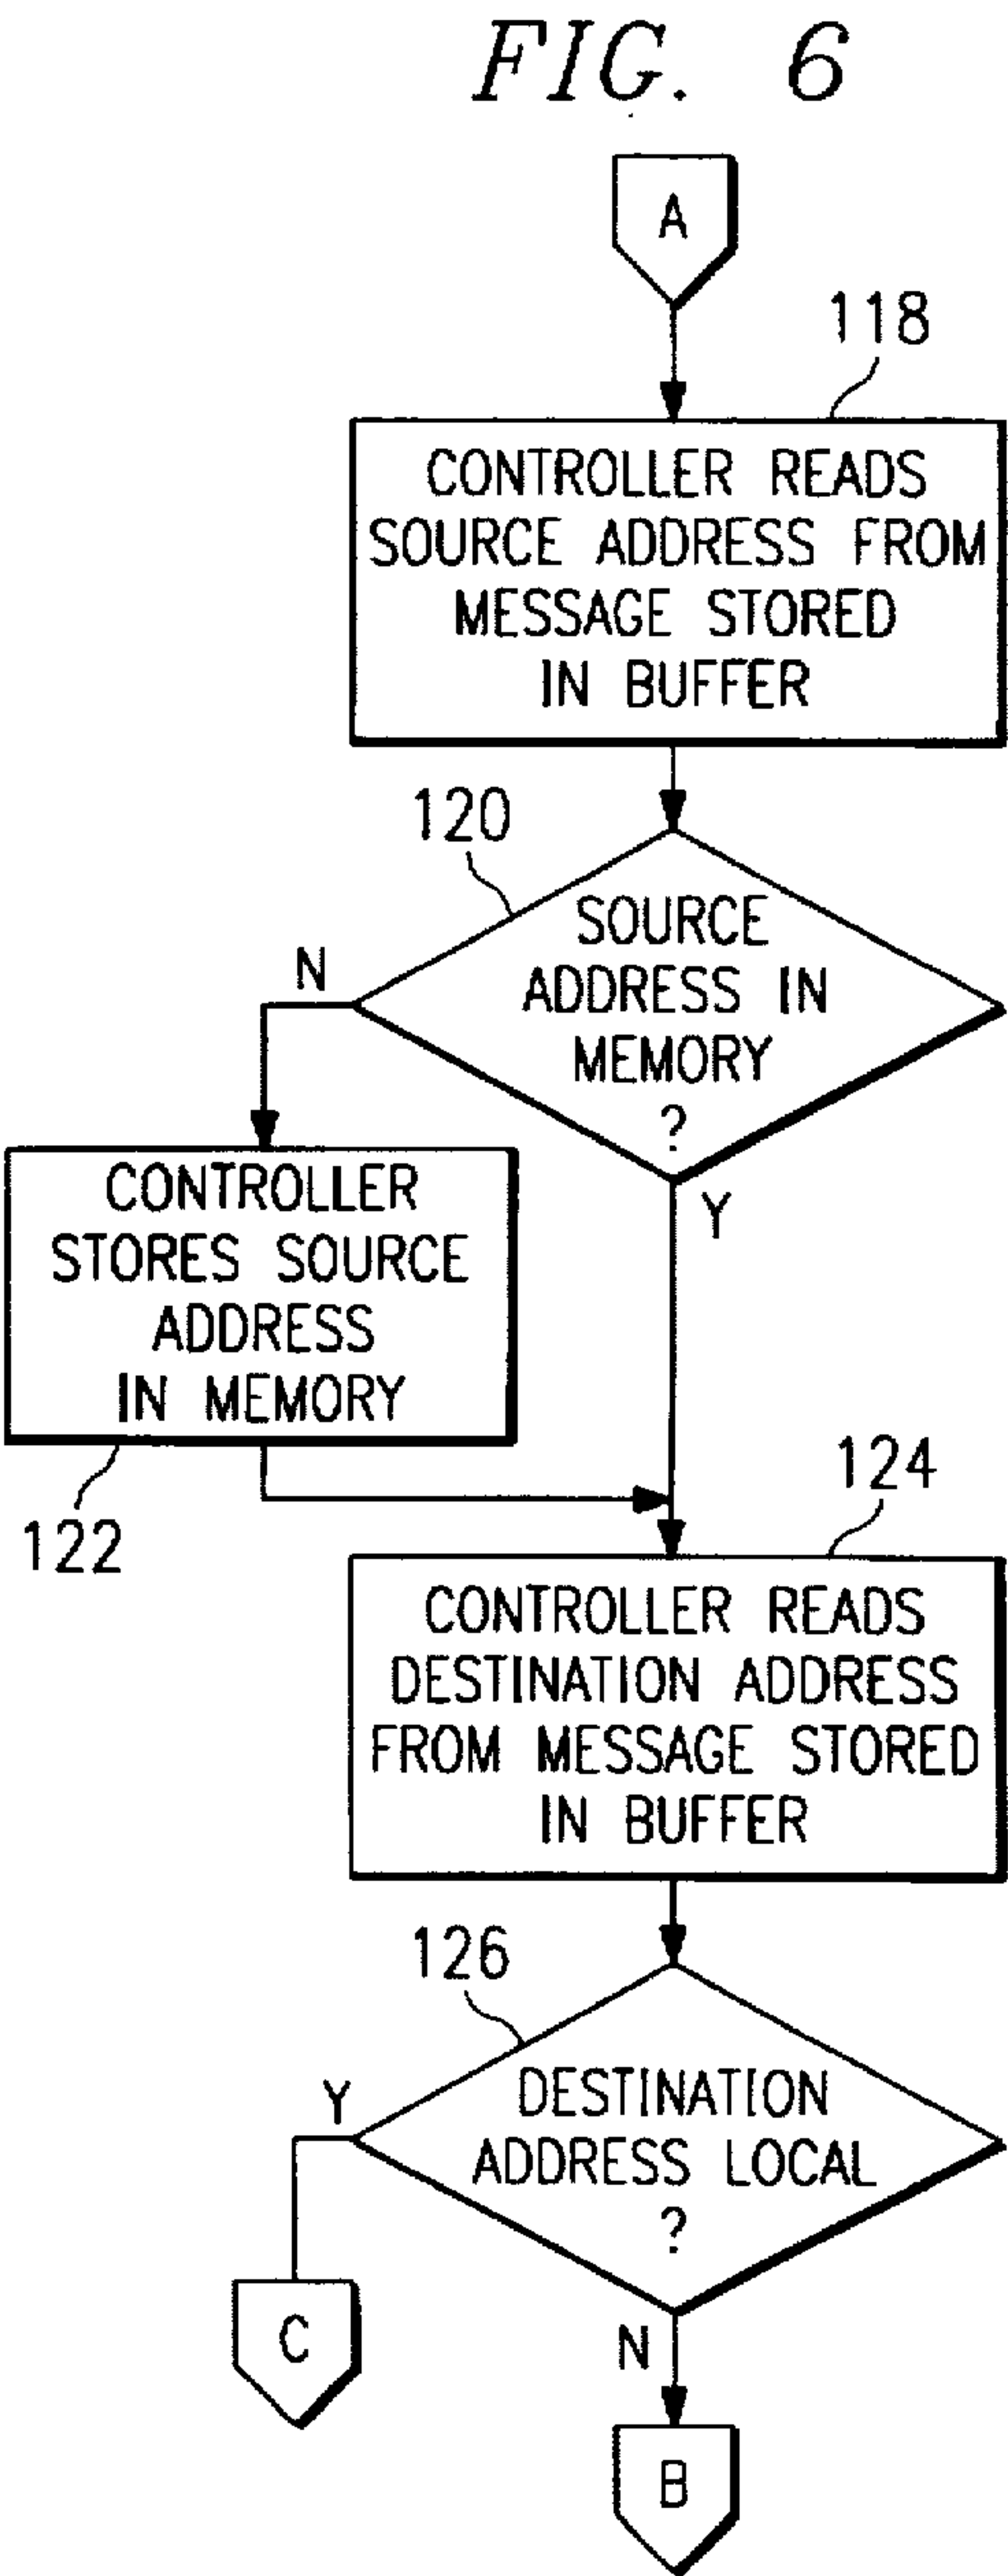 FIG. 6
A
118
CONTROLLER READS
SOURCE ADDRESS FROM
MESSAGE STORED
IN BUFFER
120
SOURCE
ADDRESS IN
MEMORY
?
N
Y
CONTROLLER
STORES SOURCE
ADDRESS
IN MEMORY
122
124
CONTROLLER READS
DESTINATION ADDRESS
FROM MESSAGE STORED
IN BUFFER
126
DESTINATION
ADDRESS LOCAL
?
Y
N
C
B